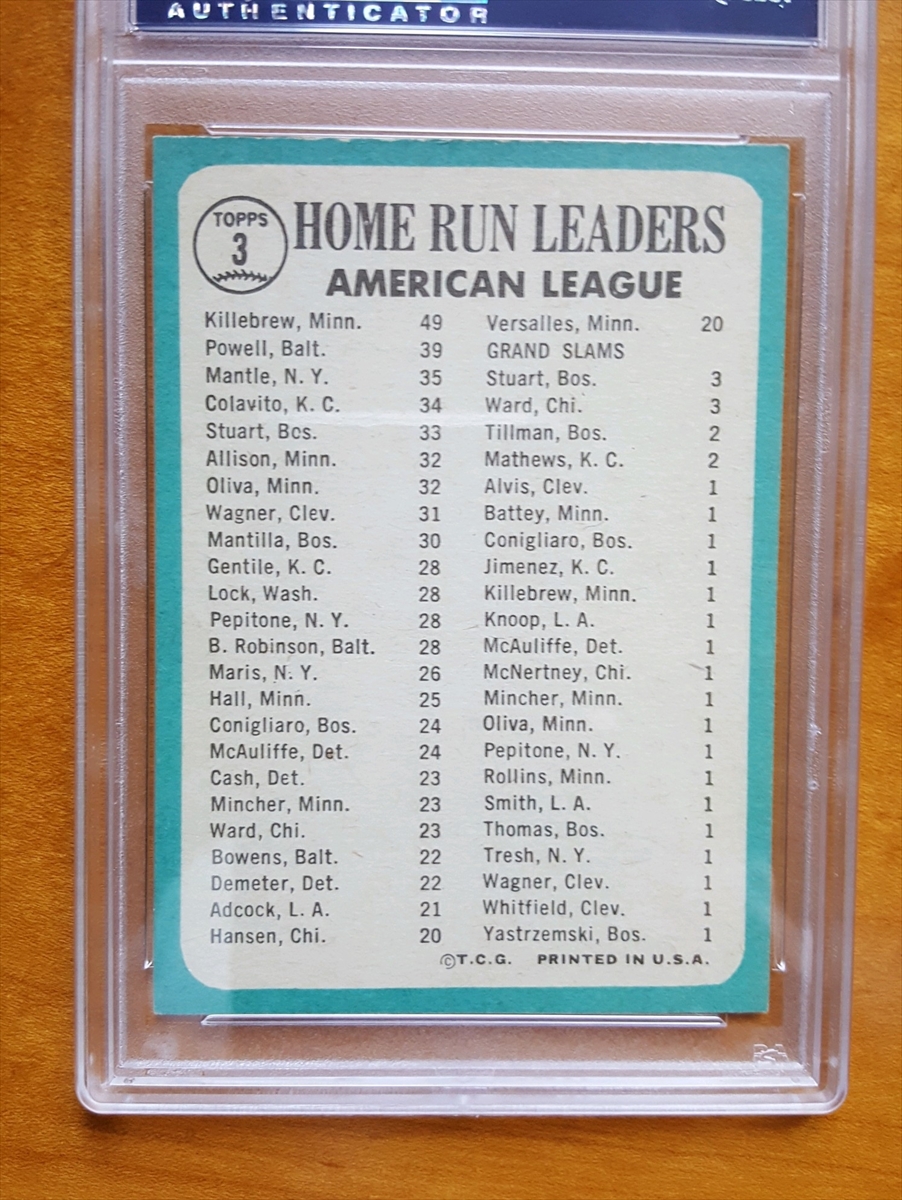 AUTHENTICATOR
TOPPS
3
HOME RUN LEADERS
AMERICAN LEAGUE
Killebrew, Minn. 49
Powell, Balt. 39
Mantle, N. Y. 35
Colavito, K. C. 34
Stuart, Bos. 33
Allison, Minn. 32
Oliva, Minn. 32
Wagner, Clev. 31
Mantilla, Bos. 30
Gentile, K. C. 28
Lock, Wash. 28
Pepitone, N. Y. 28
B. Robinson, Balt. 28
Maris, N. Y. 26
Hall, Minn. 25
Conigliaro, Bos. 24
McAuliffe, Det. 24
Cash, Det. 23
Mincher, Minn. 23
Ward, Chi. 23
Bowens, Balt. 22
Demeter, Det. 22
Adcock, L. A. 21
Hansen, Chi. 20
Versalles, Minn. 20
GRAND SLAMS
Stuart, Bos. 3
Ward, Chi. 3
Tillman, Bos. 2
Mathews, K. C. 2
Alvis, Clev. 1
Battey, Minn. 1
Conigliaro, Bos. 1
Jimenez, K. C. 1
Killebrew, Minn. 1
Knoop, L. A. 1
McAuliffe, Det. 1
McNertney, Chi. 1
Mincher, Minn. 1
Oliva, Minn. 1
Pepitone, N. Y. 1
Rollins, Minn. 1
Smith, L. A. 1
Thomas, Bos. 1
Tresh, N. Y. 1
Wagner, Clev. 1
Whitfield, Clev. 1
Yastrzemski, Bos. 1
©T.C.G. PRINTED IN U.S.A.